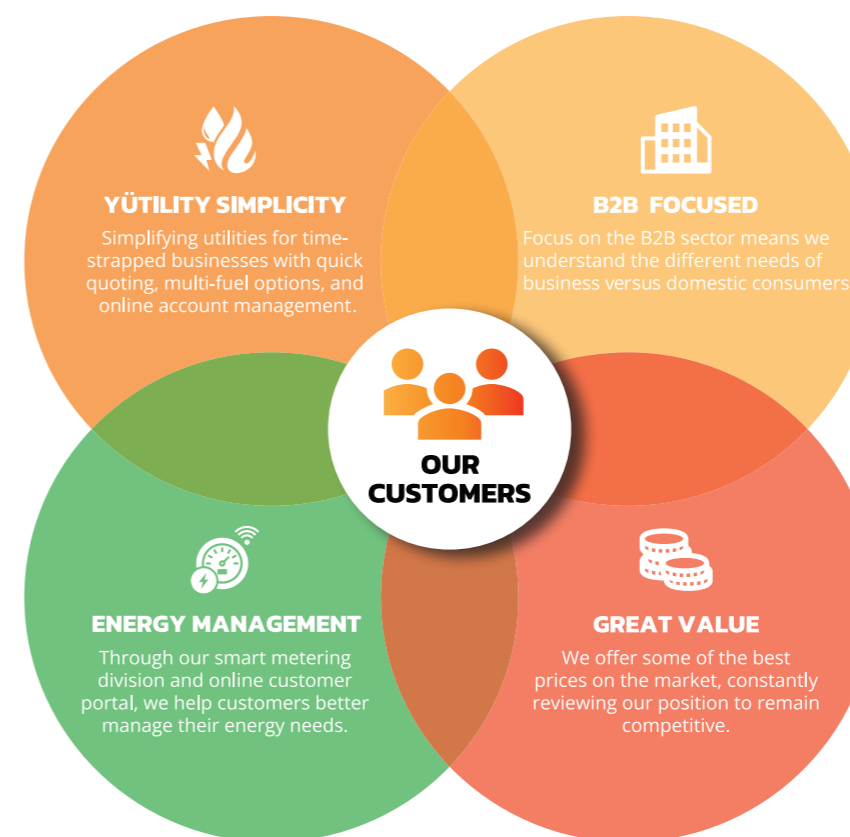 YÜTILITY SIMPLICITY
Simplifying utilities for time-
strapped businesses with quick
quoting, multi-fuel options, and
online account management.
B2B FOCUSED
Focus on the B2B sector means we
understand the different needs of
business versus domestic consumers
OUR
CUSTOMERS
ENERGY MANAGEMENT
Through our smart metering
division and online customer
portal, we help customers better
manage their energy needs.
GREAT VALUE
We offer some of the best
prices on the market, constantly
reviewing our position to remain
competitive.